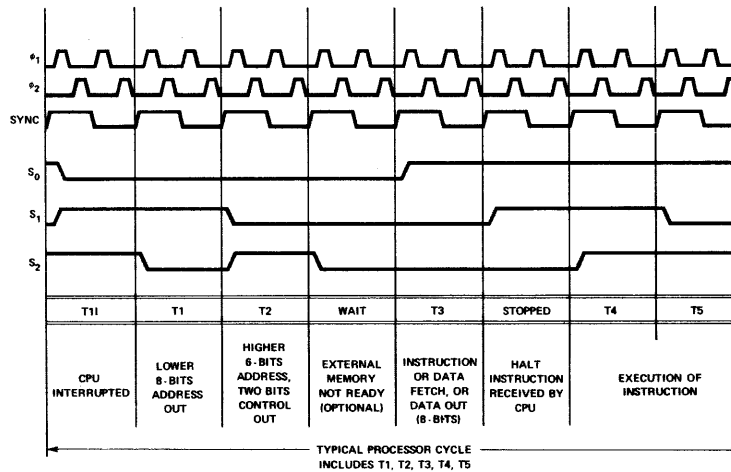 φ1
φ2
SYNC
S0
S1
S2
T1I
T1
T2
WAIT
T3
STOPPED
T4
T5
CPU
INTERRUPTED
LOWER
8-BITS
ADDRESS
OUT
HIGHER
6-BITS
ADDRESS,
TWO BITS
CONTROL
OUT
EXTERNAL
MEMORY
NOT READY
(OPTIONAL)
INSTRUCTION
OR DATA
FETCH, OR
DATA OUT
(8-BITS)
HALT
INSTRUCTION
RECEIVED BY
CPU
EXECUTION OF
INSTRUCTION
TYPICAL PROCESSOR CYCLE
INCLUDES T1, T2, T3, T4, T5